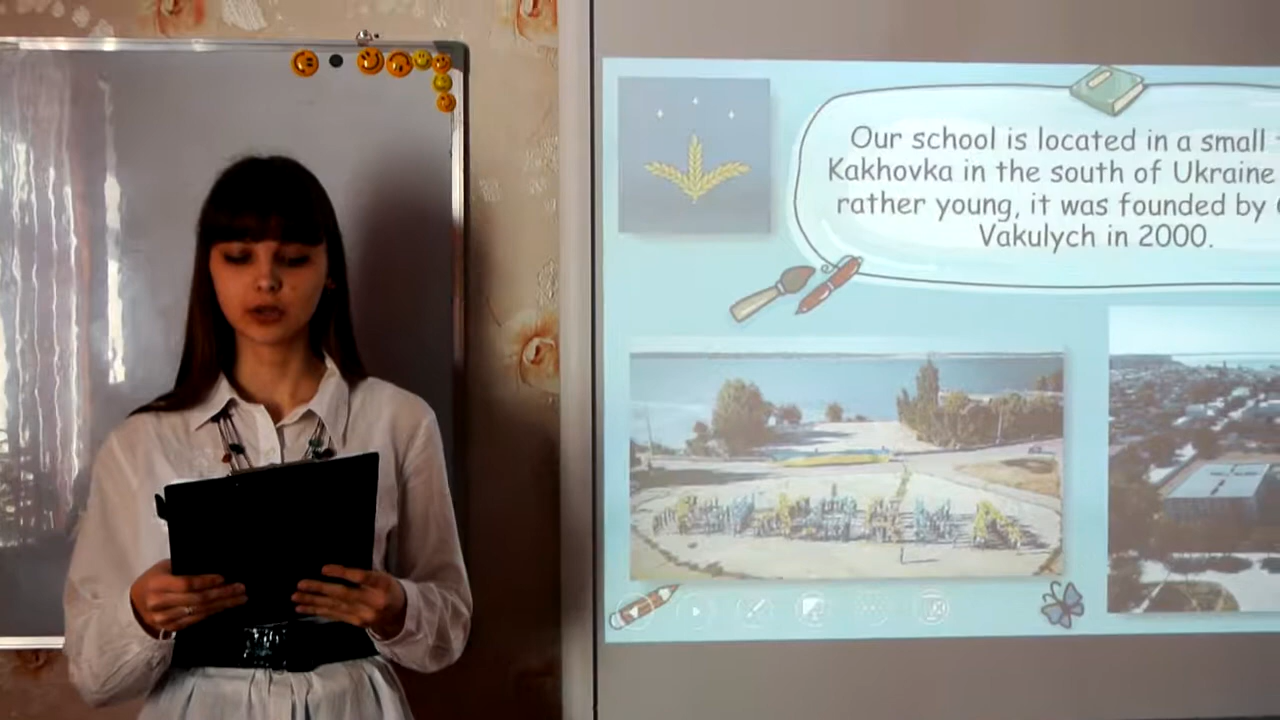 Our school is located in a small
Kakhovka in the south of Ukraine
rather young, it was founded by
Vakulych in 2000.